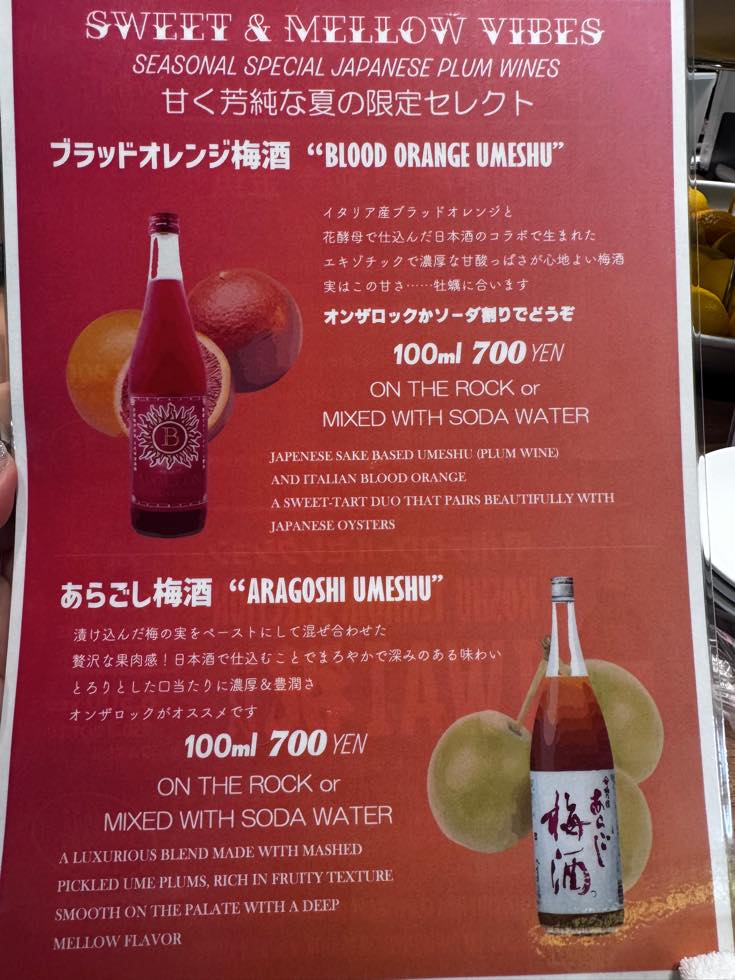 SWEET & MELLOW VIBES
SEASONAL SPECIAL JAPANESE PLUM WINES
甘く芳純な夏の限定セレクト
ブラッドオレンジ梅酒 “BLOOD ORANGE UMESHU”
イタリア産ブラッドオレンジと
花酵母で仕込んだ日本酒のコラボで生まれた
エキゾチックで濃厚な甘酸っぱさが心地よい梅酒
実はこの甘さ……牡蠣に合います
オンザロックかソーダ割りでどうぞ
100ml 700 YEN
ON THE ROCK or
MIXED WITH SODA WATER
JAPENESE SAKE BASED UMESHU (PLUM WINE)
AND ITALIAN BLOOD ORANGE
A SWEET-TART DUO THAT PAIRS BEAUTIFULLY WITH
JAPANESE OYSTERS
B
あらごし梅酒 “ARAGOSHI UMESHU”
漬け込んだ梅の実をペーストにして混ぜ合わせた
贅沢な果肉感！日本酒で仕込むことでまろやかで深みのある味わい
とろりとした口当たりに濃厚＆豊潤さ
オンザロックがオススメです
100ml 700 YEN
ON THE ROCK or
MIXED WITH SODA WATER
A LUXURIOUS BLEND MADE WITH MASHED
PICKLED UME PLUMS, RICH IN FRUITY TEXTURE
SMOOTH ON THE PALATE WITH A DEEP
MELLOW FLAVOR
あらごし
梅酒